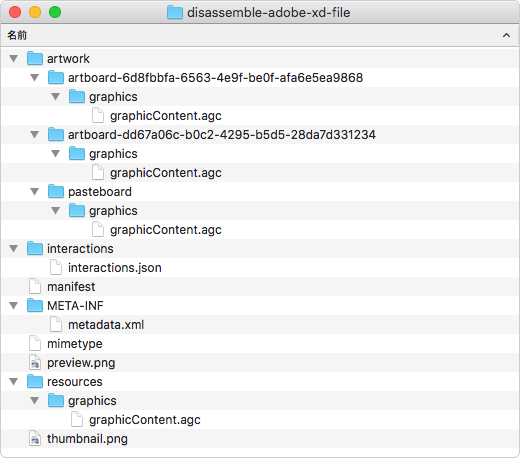 disassemble-adobe-xd-file
名前
artwork
artboard-6d8fbbfa-6563-4e9f-be0f-afa6e5ea9868
graphics
graphicContent.agc
artboard-dd67a06c-b0c2-4295-b5d5-28da7d331234
graphics
graphicContent.agc
pasteboard
graphics
graphicContent.agc
interactions
interactions.json
manifest
META-INF
metadata.xml
mimetype
preview.png
resources
graphics
graphicContent.agc
thumbnail.png